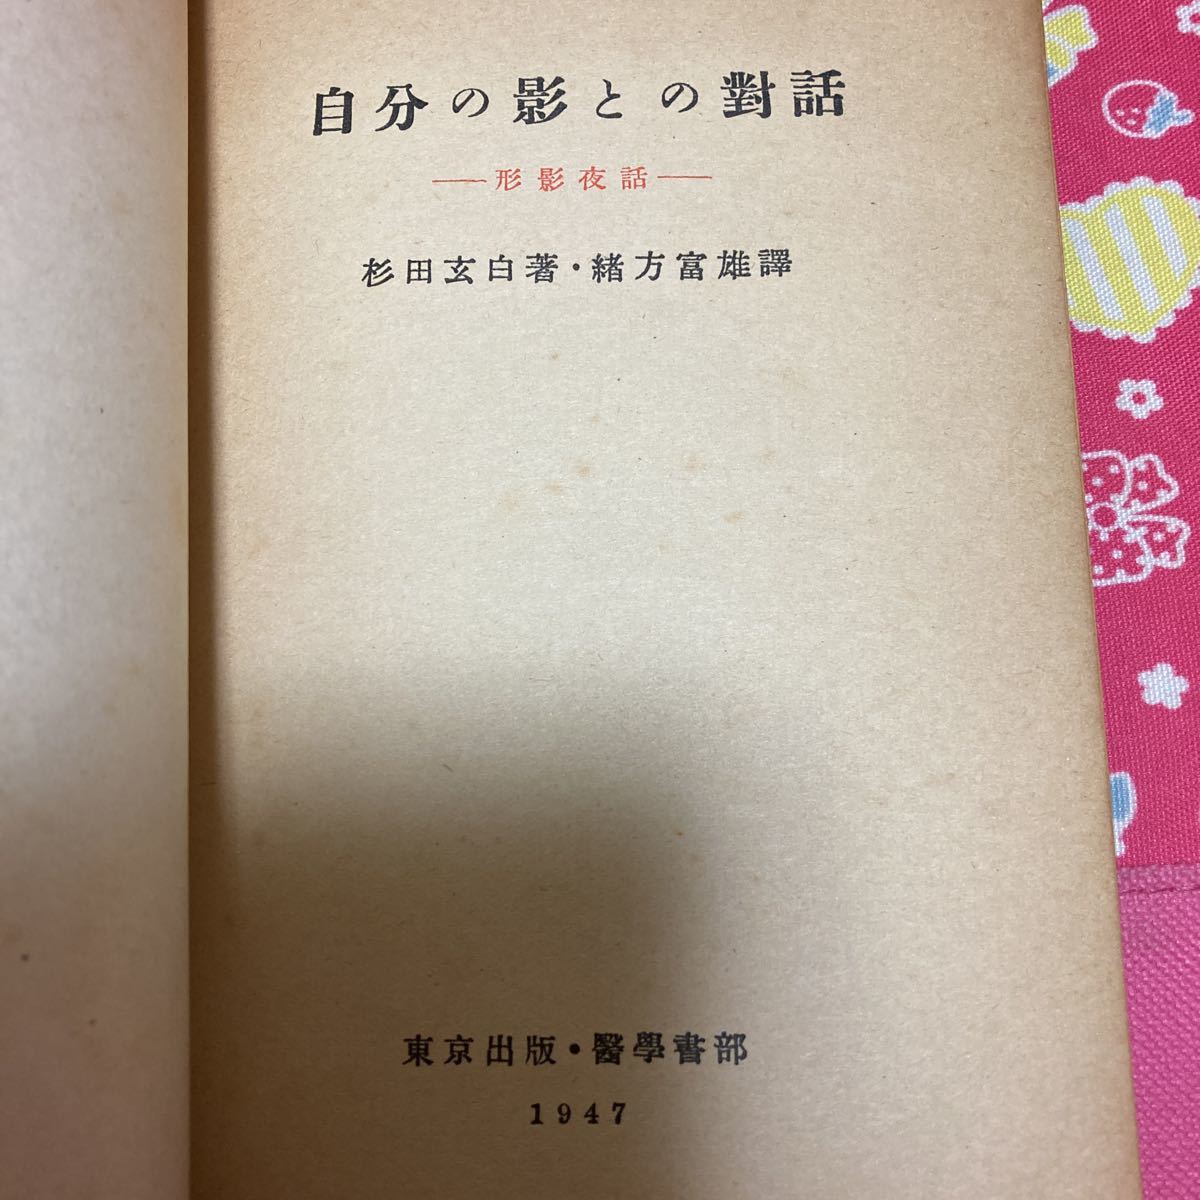 自分の影との對話
—形影夜話—
杉田玄白著・緒方富雄譯
東京出版・醫學書部
1947